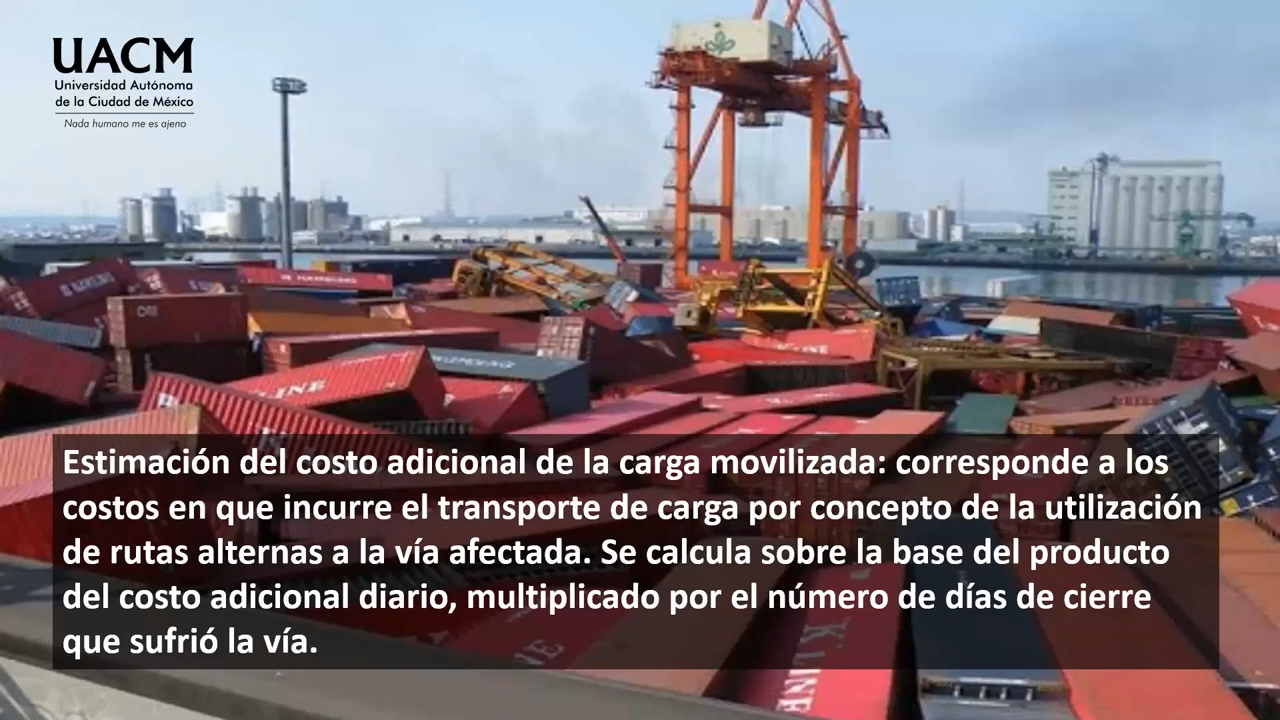 UACM
Universidad Autónoma
de la Ciudad de México
Nada humano me es ajeno
LINE
Estimación del costo adicional de la carga movilizada: corresponde a los
costos en que incurre el transporte de carga por concepto de la utilización
de rutas alternas a la vía afectada. Se calcula sobre la base del producto
del costo adicional diario, multiplicado por el número de días de cierre
que sufrió la vía.
K LINE